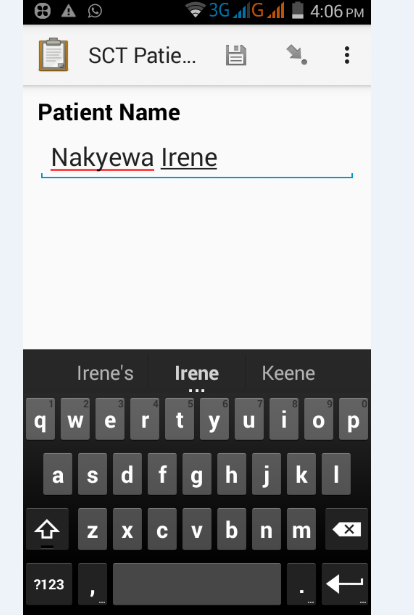 3G G 4:06 PM
SCT Patie...
Patient Name
Nakyewa Irene
Irene's Irene Keene
q 1 w 2 e 3 r 4 t 5 y 6 u 7 i 8 o 9 p 0
a s d f g h j k l
z x c v b n m
?123 , ... . ...